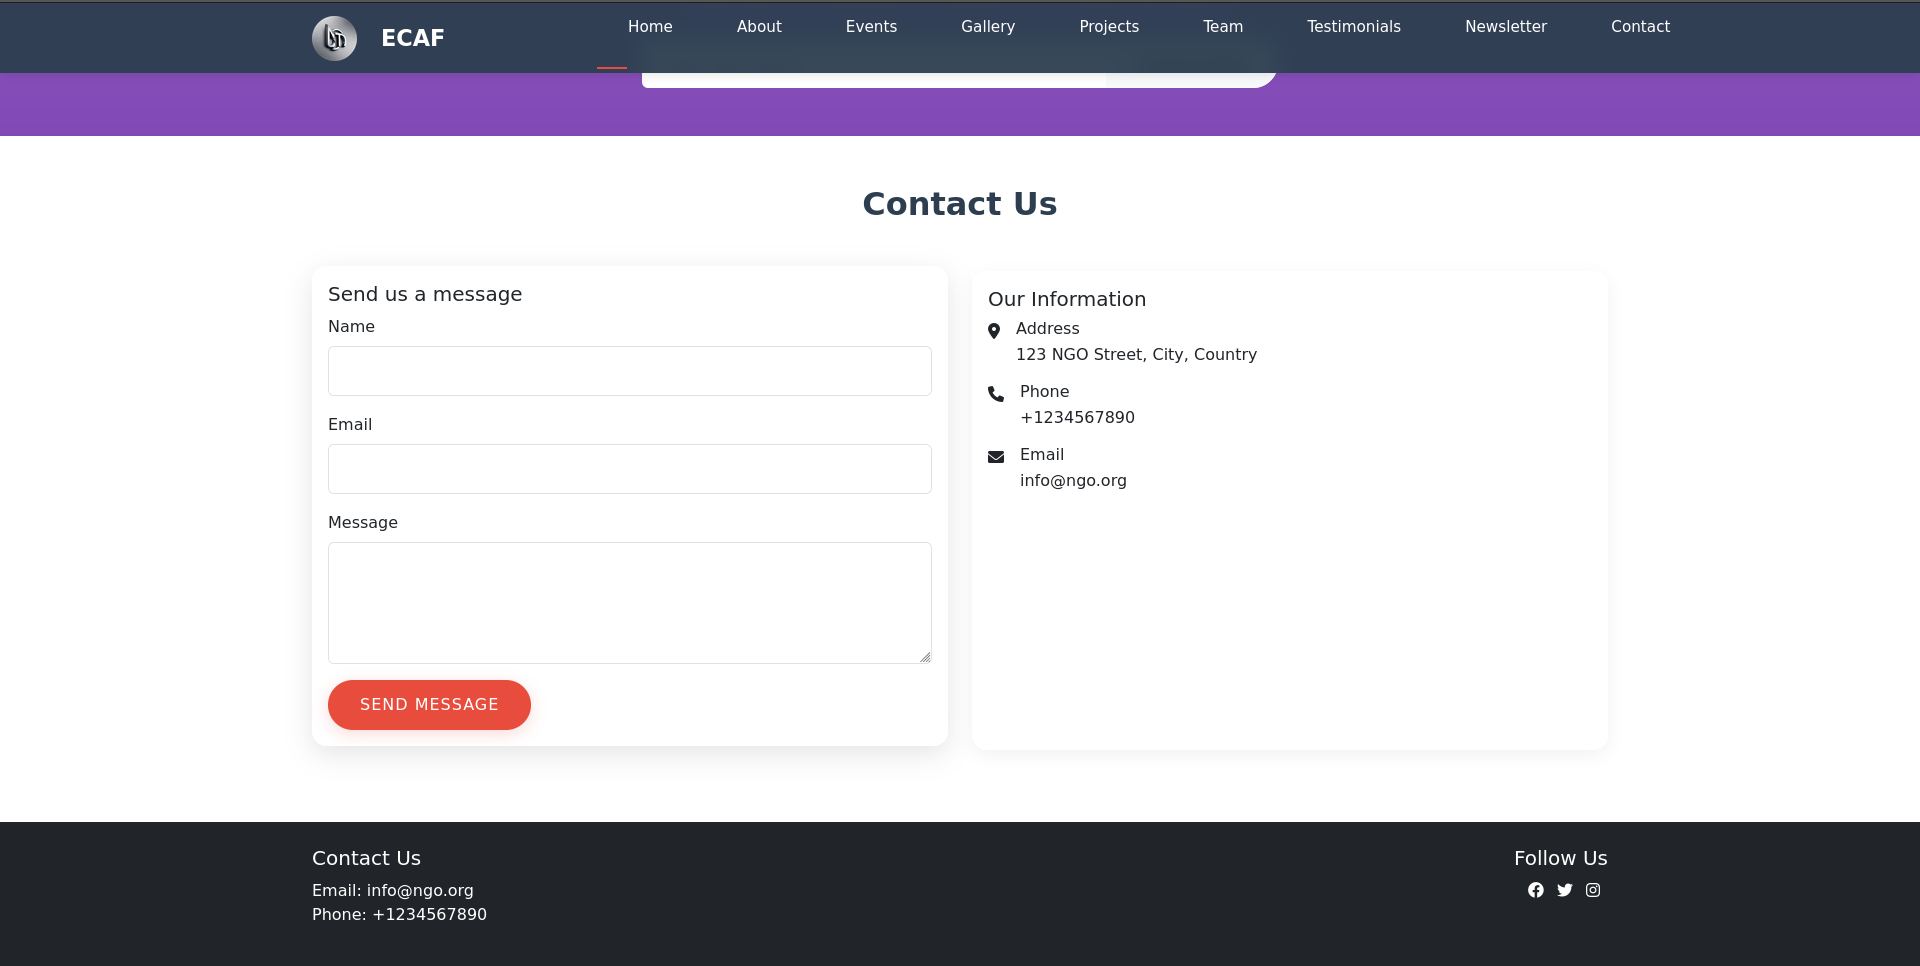 ECAF
Home About Events Gallery Projects Team Testimonials Newsletter Contact
Contact Us
Send us a message
Name
Email
Message
SEND MESSAGE
Our Information
Address
123 NGO Street, City, Country
Phone
+1234567890
Email
info@ngo.org
Contact Us
Email: info@ngo.org
Phone: +1234567890
Follow Us